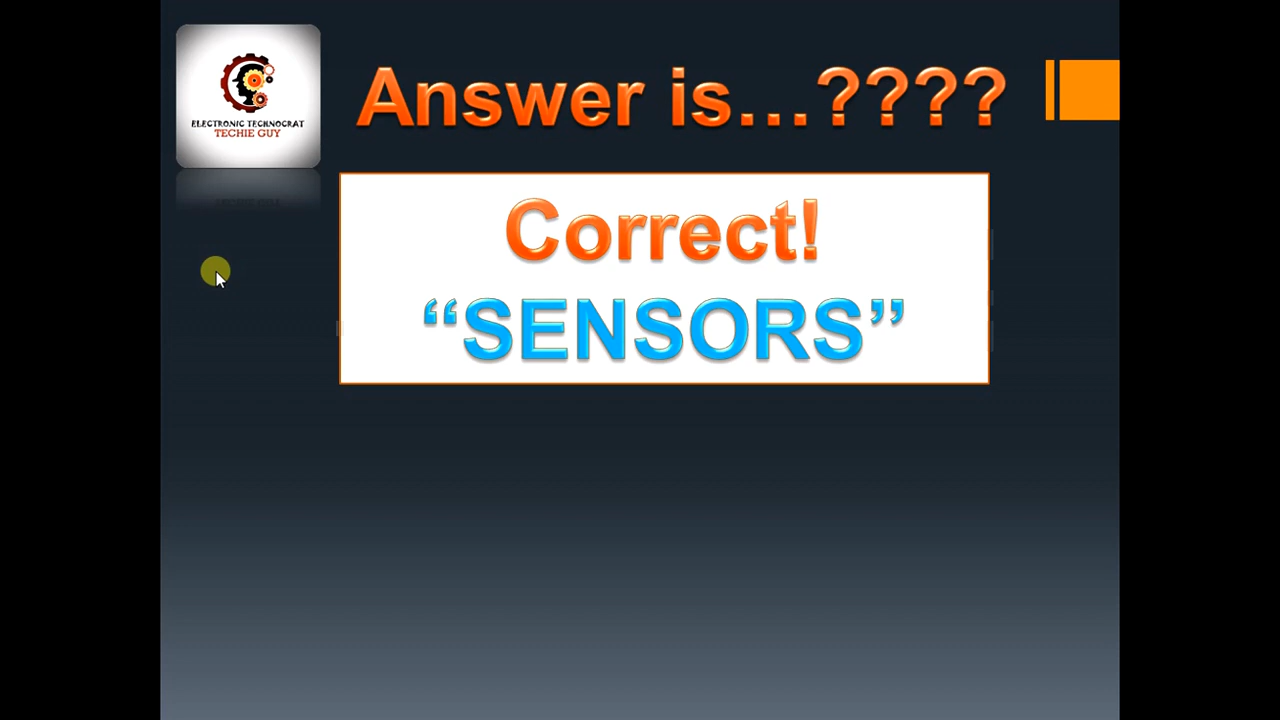 ELECTRONIC TECHNOCRAT
TECHIE GUY
Answer is...????
Correct!
“SENSORS”